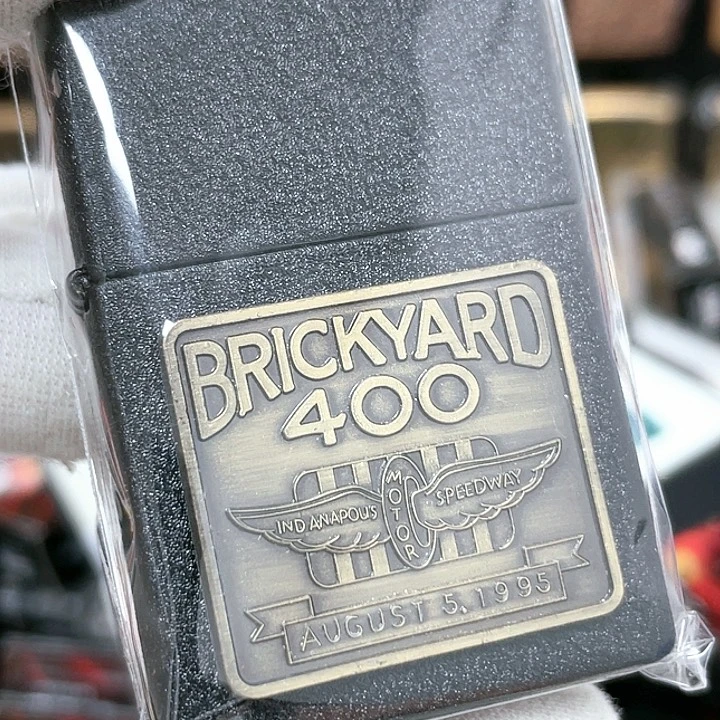 BRICKYARD
400
INDIANAPOLIS MOTOR SPEEDWAY
AUGUST 5, 1995